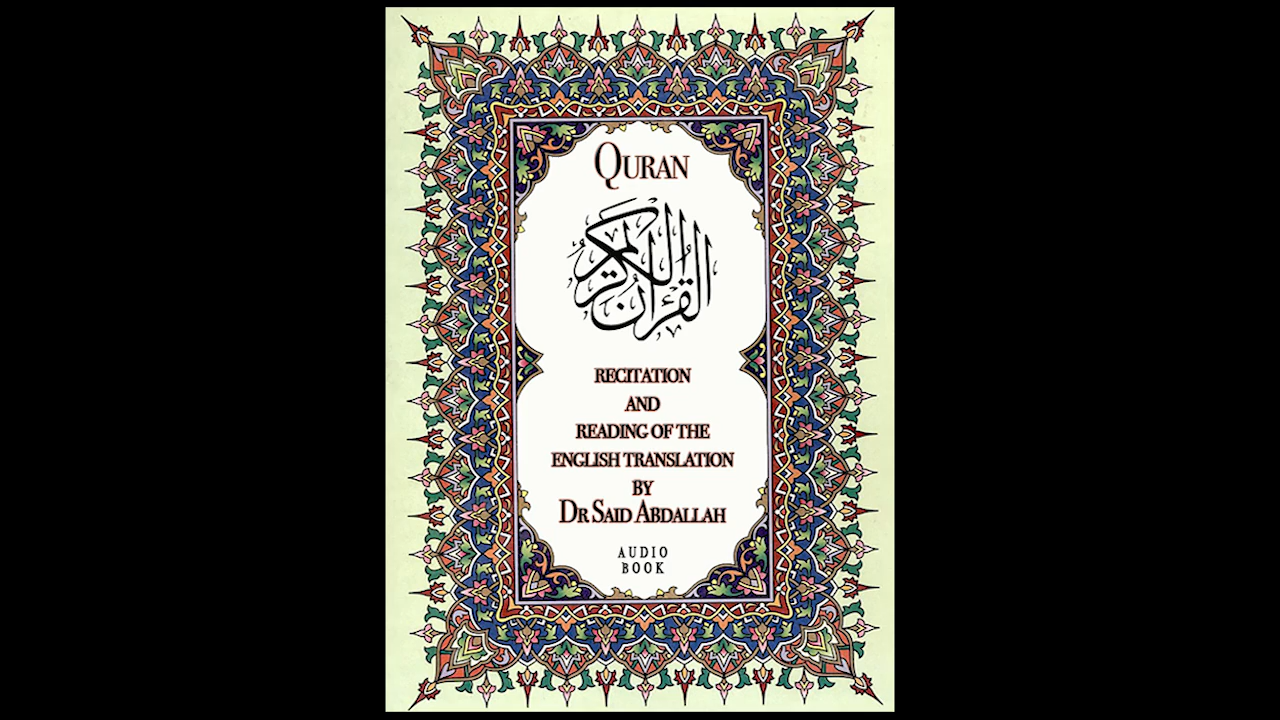 QURAN
القرآن الكريم
RECITATION
AND
READING OF THE
ENGLISH TRANSLATION
BY
DR SAID ABDALLAH
AUDIO
BOOK